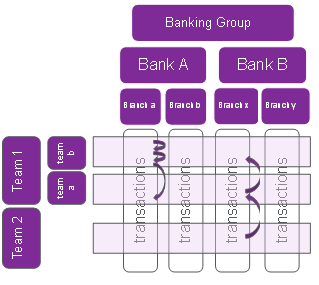 Banking Group
Bank A
Bank B
Branch a
Branch b
Branch x
Branch y
Team 1
team b
team a
Team 2
transactions
transactions
transactions
transactions